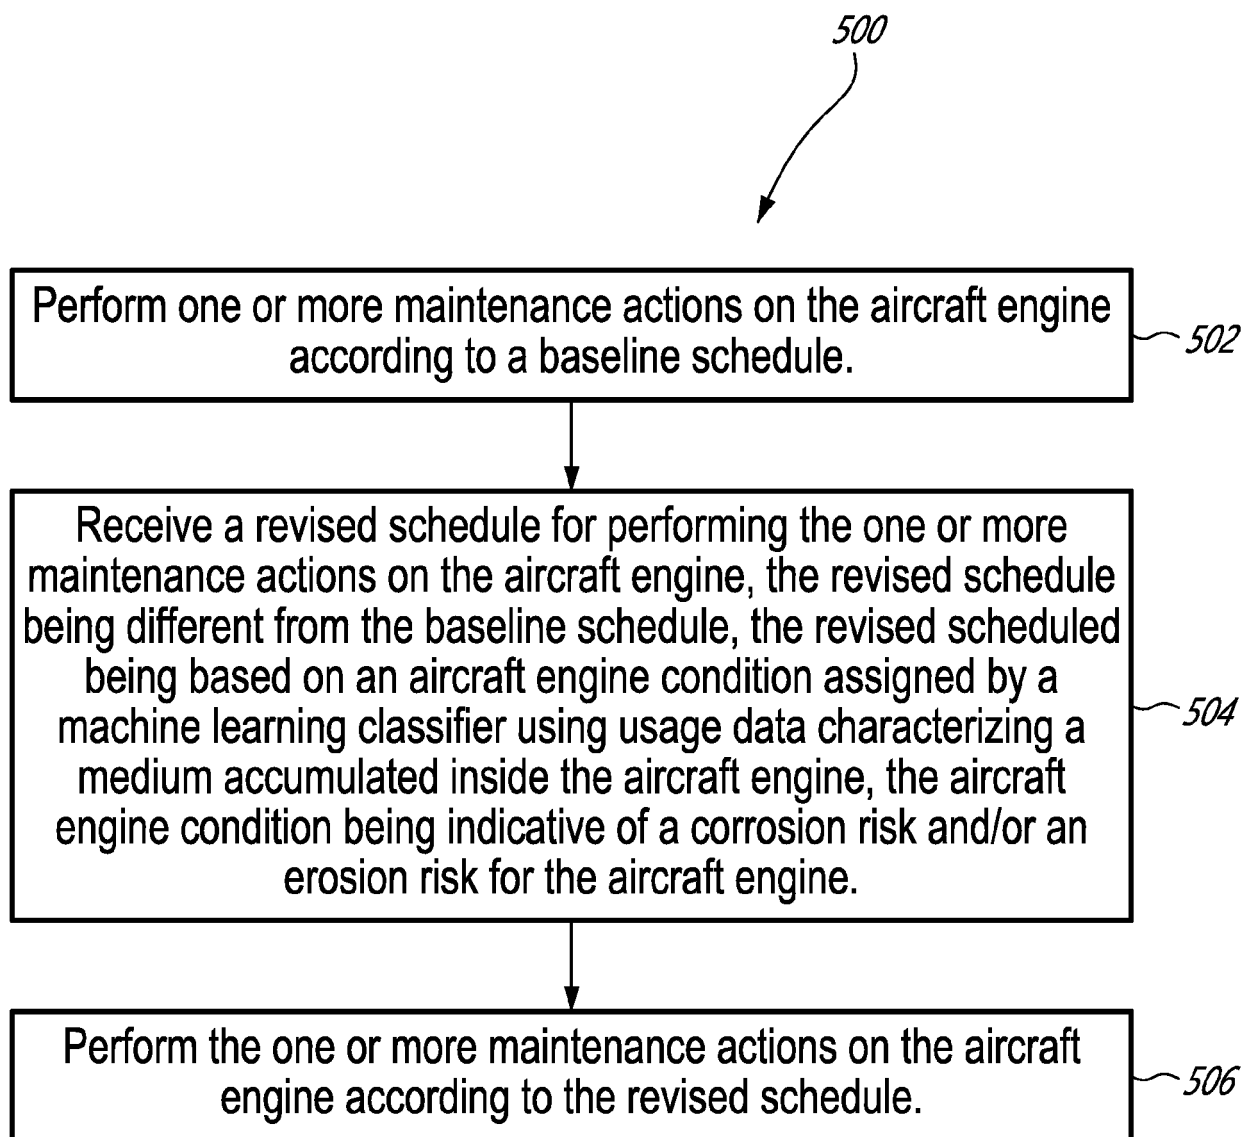 500
Perform one or more maintenance actions on the aircraft engine
according to a baseline schedule.
502
Receive a revised schedule for performing the one or more
maintenance actions on the aircraft engine, the revised schedule
being different from the baseline schedule, the revised scheduled
being based on an aircraft engine condition assigned by a
machine learning classifier using usage data characterizing a
medium accumulated inside the aircraft engine, the aircraft
engine condition being indicative of a corrosion risk and/or an
erosion risk for the aircraft engine.
504
Perform the one or more maintenance actions on the aircraft
engine according to the revised schedule.
506